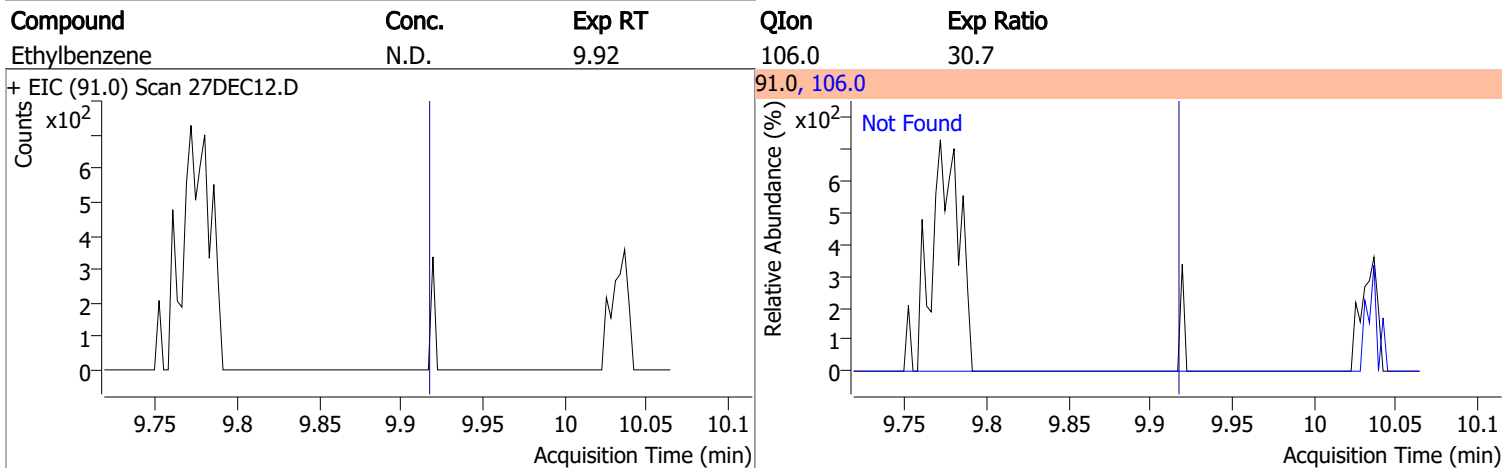 Compound Conc. Exp RT QIon Exp Ratio
Ethylbenzene N.D. 9.92 106.0 30.7
+ EIC (91.0) Scan 27DEC12.D
Counts
x10²
6
5
4
3
2
1
0
9.75 9.8 9.85 9.9 9.95 10 10.05 10.1
Acquisition Time (min)
91.0, 106.0
Relative Abundance (%)
x10²
Not Found
6
5
4
3
2
1
0
9.75 9.8 9.85 9.9 9.95 10 10.05 10.1
Acquisition Time (min)